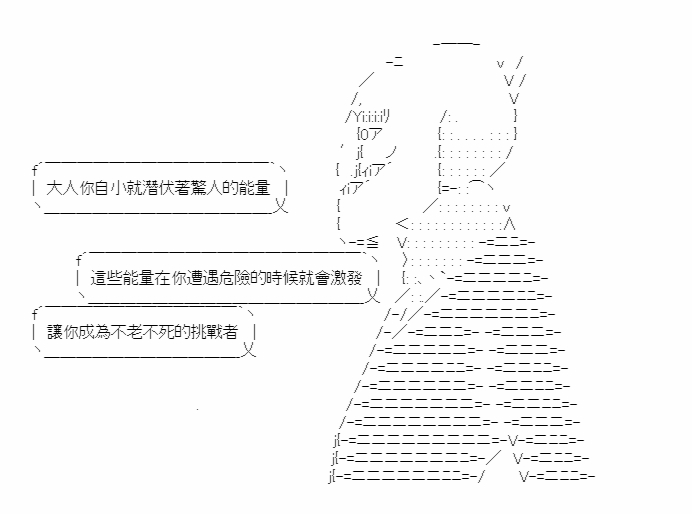 大人你自小就潛伏著驚人的能量
這些能量在你遭遇危險的時候就會激發
讓你成為不老不死的挑戰者